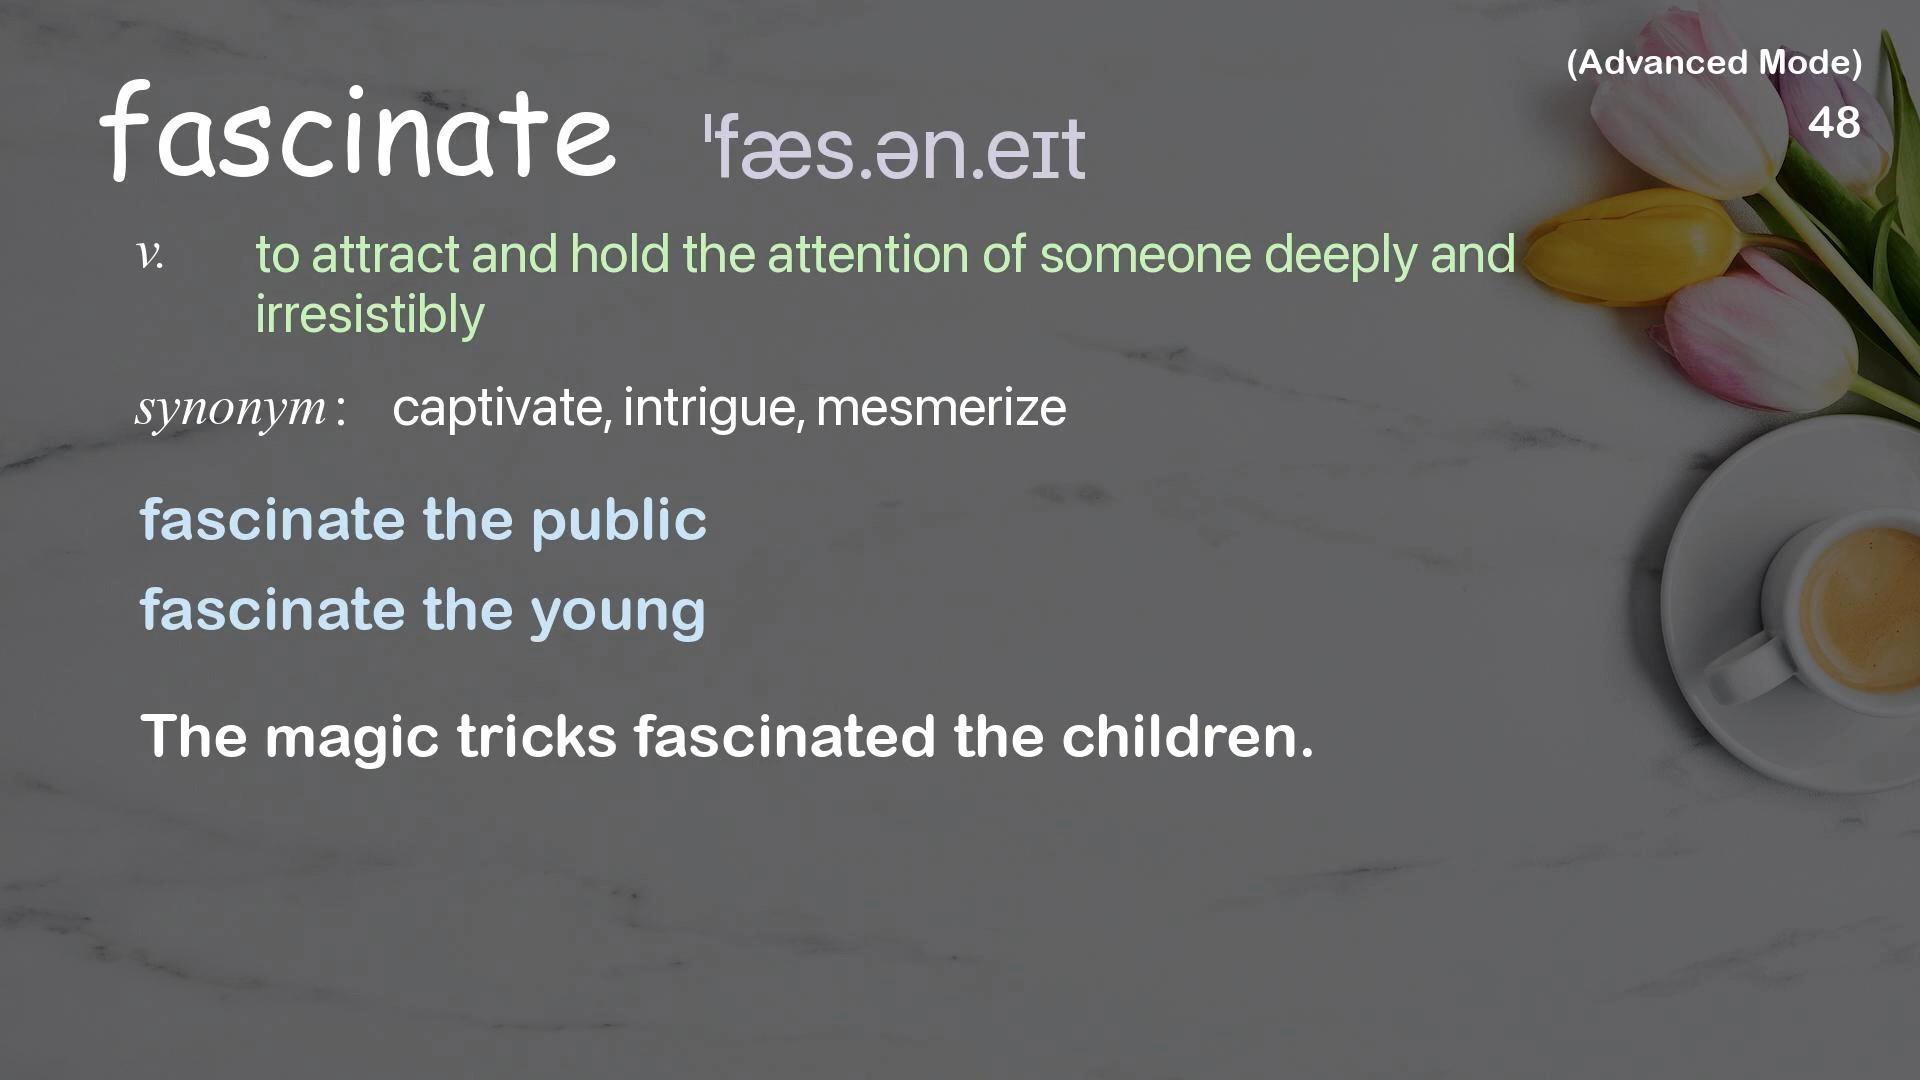 (Advanced Mode)
48
fascinate ˈfæs.ən.eɪt
v. to attract and hold the attention of someone deeply and
irresistibly
synonym : captivate, intrigue, mesmerize
fascinate the public
fascinate the young
The magic tricks fascinated the children.